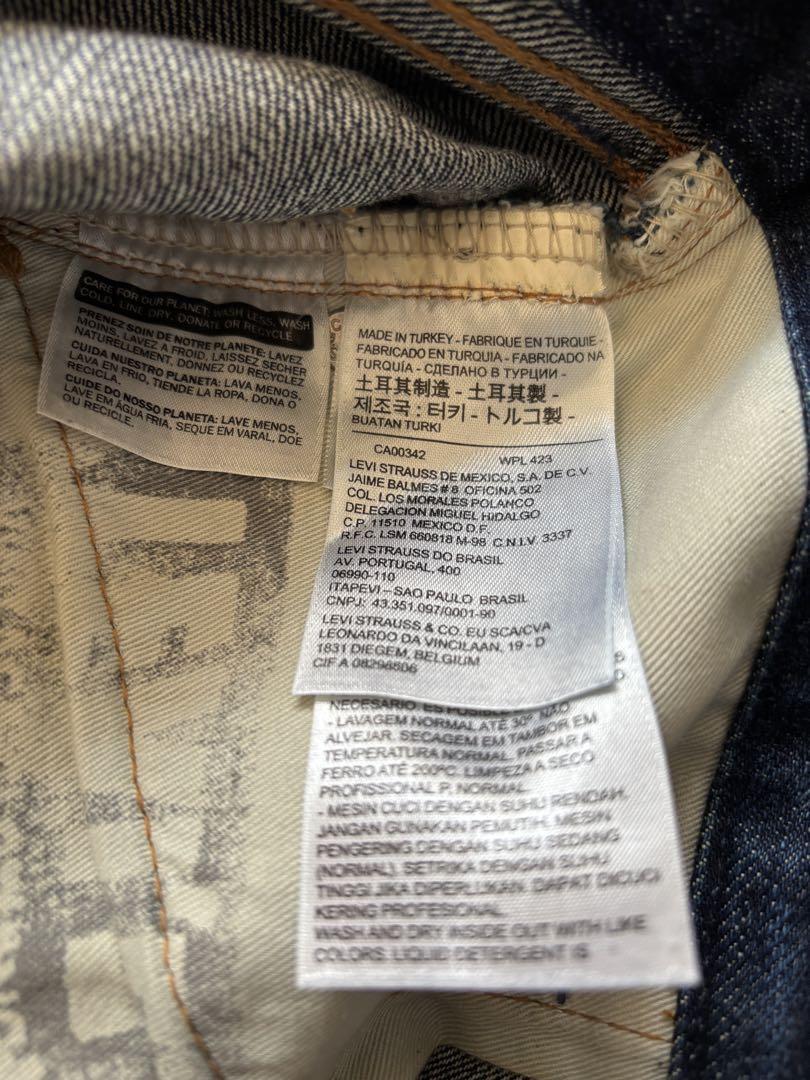 CARE FOR OUR PLANET: WASH LESS, WASH
COLD, LINE DRY, DONATE OR RECYCLE.
PRENEZ SOIN DE NOTRE PLANETE: LAVEZ
MOINS, LAVEZ A FROID, LAISSEZ SECHER
NATURELLEMENT, DONNEZ OU RECYCLEZ
CUIDA NUESTRO PLANETA: LAVA MENOS,
LAVA EN FRIO, TIENDE LA ROPA, DONA O
RECICLA.
CUIDE DO NOSSO PLANETA: LAVE MENOS,
LAVE EM ÁGUA FRIA, SEQUE EM VARAL, DOE
OU RECICLE.
MADE IN TURKEY - FABRIQUE EN TURQUIE -
FABRICADO EN TURQUIA - FABRICADO NA
TURQUÍA - СДЕЛАНО В ТУРЦИИ -
土耳其制造 - 土耳其製 -
제조국 : 터키 - トルコ製 -
BUATAN TURKI
CA00342 WPL 423
LEVI STRAUSS DE MEXICO, S.A. DE C.V.
JAIME BALMES # 8 OFICINA 502
COL. LOS MORALES POLANCO
DELEGACION MIGUEL HIDALGO
C.P. 11510 MEXICO D.F.
R.F.C. LSM 660818 M-98 C.N.I.V. 3337
LEVI STRAUSS DO BRASIL
AV. PORTUGAL, 400
06990-110
ITAPEVI – SAO PAULO BRASIL
CNPJ: 43.351.097/0001-90
LEVI STRAUSS & CO. EU SCA/CVA
LEONARDO DA VINCILAAN, 19 - D
1831 DIEGEM, BELGIUM
CIF A 08298806
NECESARIO. ES POSIBLE
- LAVAGEM NORMAL ATÉ 30º. NÃO
ALVEJAR. SECAGEM EM TAMBOR EM
TEMPERATURA NORMAL. PASSAR A
FERRO ATÉ 200ºC. LIMPEZA A SECO
PROFISSIONAL P, NORMAL.
- MESIN CUCI DENGAN SUHU RENDAH,
JANGAN GUNAKAN PEMUTIH. MESIN
PENGERING DENGAN SUHU SEDANG
(NORMAL). SETRIKA DENGAN SUHU
TINGGI JIKA DIPERLUKAN. DAPAT DICUCI
KERING PROFESIONAL
WASH AND DRY INSIDE OUT WITH LIKE
COLORS. LIQUID DETERGENT IS